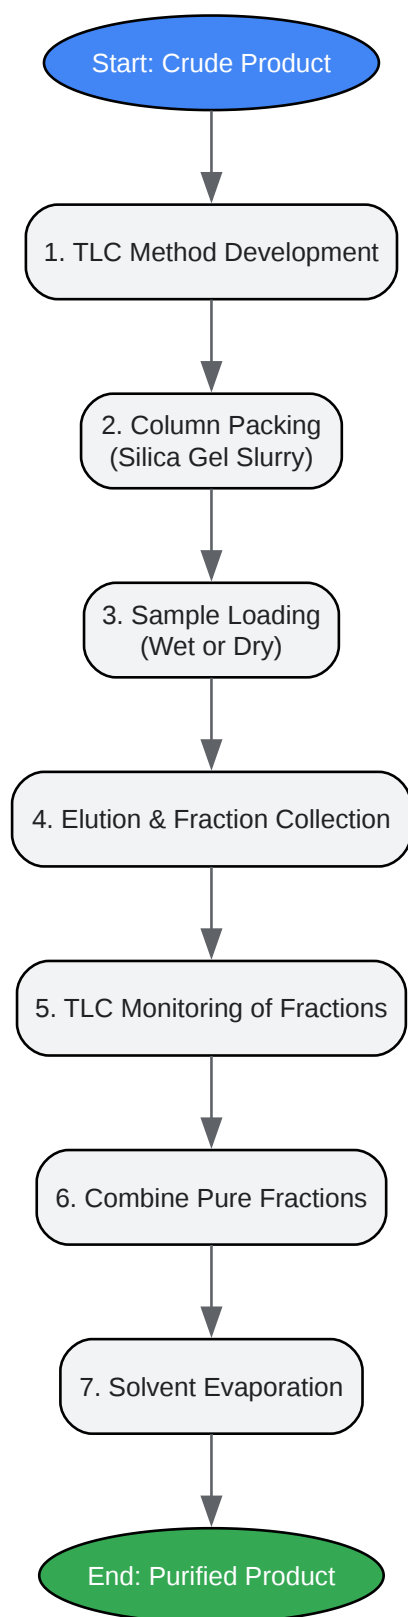 Start: Crude Product
1. TLC Method Development
2. Column Packing
(Silica Gel Slurry)
3. Sample Loading
(Wet or Dry)
4. Elution & Fraction Collection
5. TLC Monitoring of Fractions
6. Combine Pure Fractions
7. Solvent Evaporation
End: Purified Product